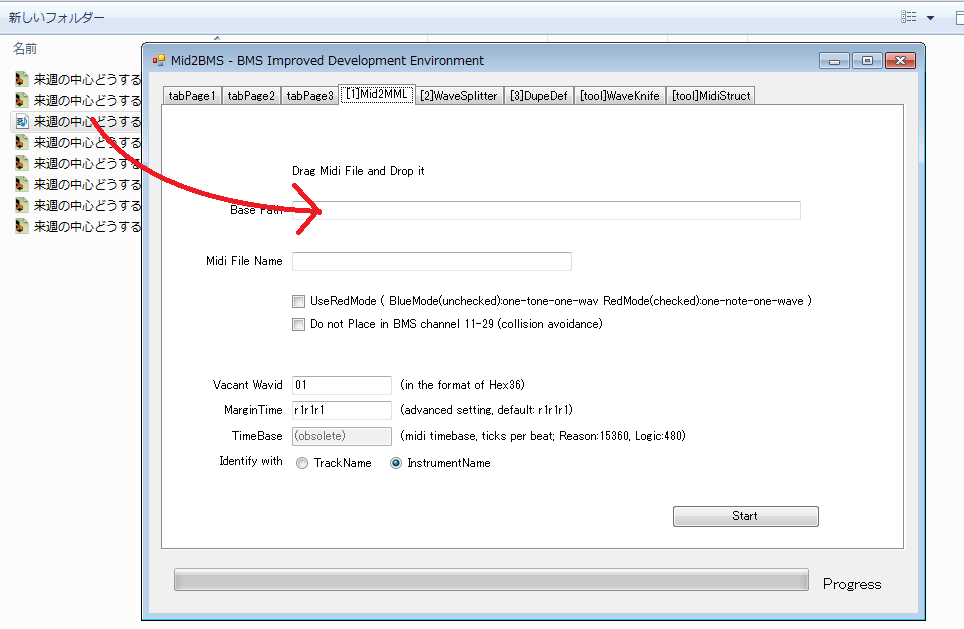 新しいフォルダー
名前
来週の中心どうする
来週の中心どうする
来週の中心どうする
来週の中心どうする
来週の中心どうする
来週の中心どうする
来週の中心どうする
来週の中心どうする
Mid2BMS - BMS Improved Development Environment
tabPage1 tabPage2 tabPage3 [1]Mid2MML [2]WaveSplitter [3]DupeDef [tool]WaveKnife [tool]MidiStruct
Drag Midi File and Drop it
Base Path
Midi File Name
UseRedMode ( BlueMode(unchecked):one-tone-one-wav RedMode(checked):one-note-one-wave )
Do not Place in BMS channel 11-29 (collision avoidance)
Vacant Wavid 01 (in the format of Hex36)
MarginTime r1r1r1 (advanced setting, default: r1r1r1)
TimeBase (obsolete) (midi timebase, ticks per beat; Reason:15360, Logic:480)
Identify with TrackName InstrumentName
Start
Progress